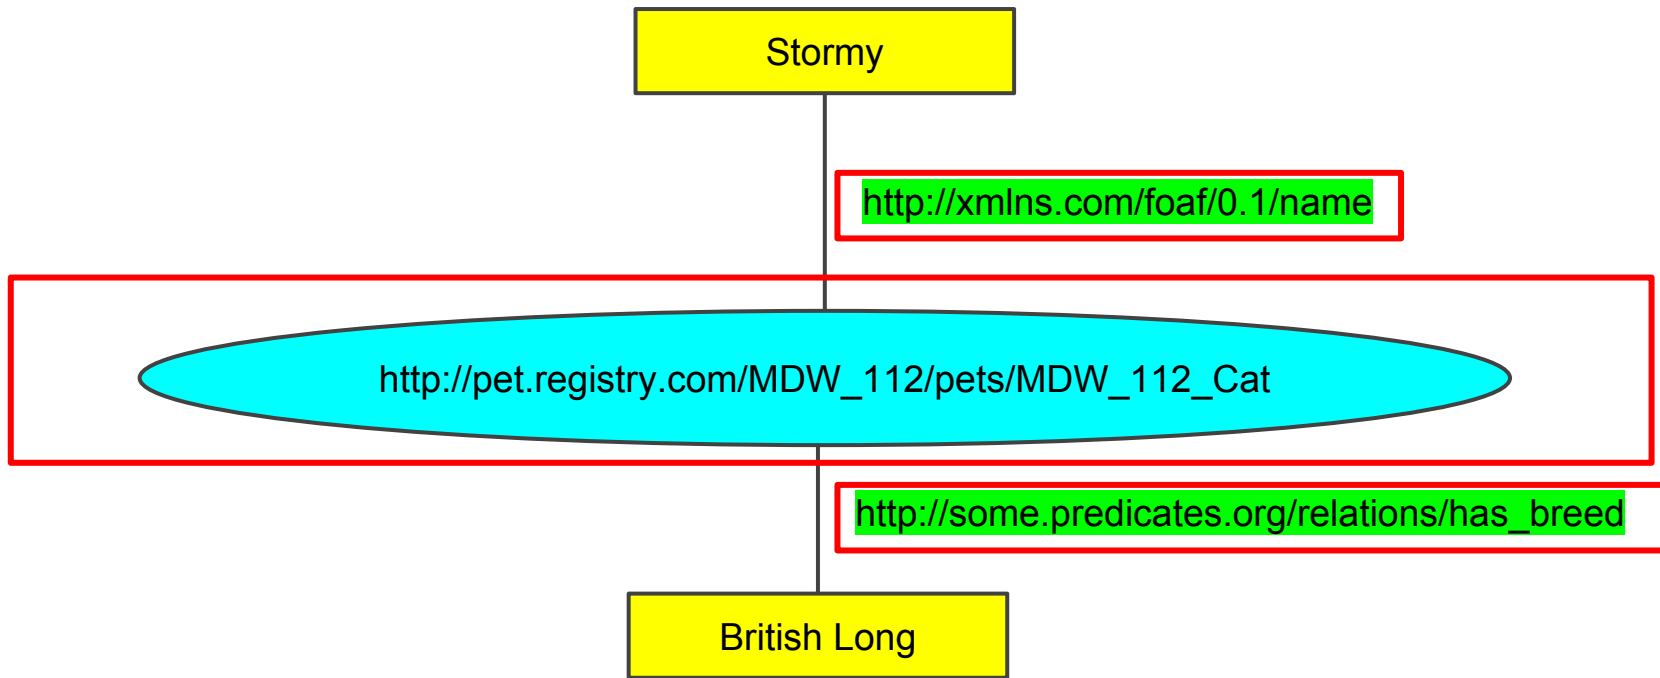 Stormy
http://xmlns.com/foaf/0.1/name
http://pet.registry.com/MDW_112/pets/MDW_112_Cat
http://some.predicates.org/relations/has_breed
British Long